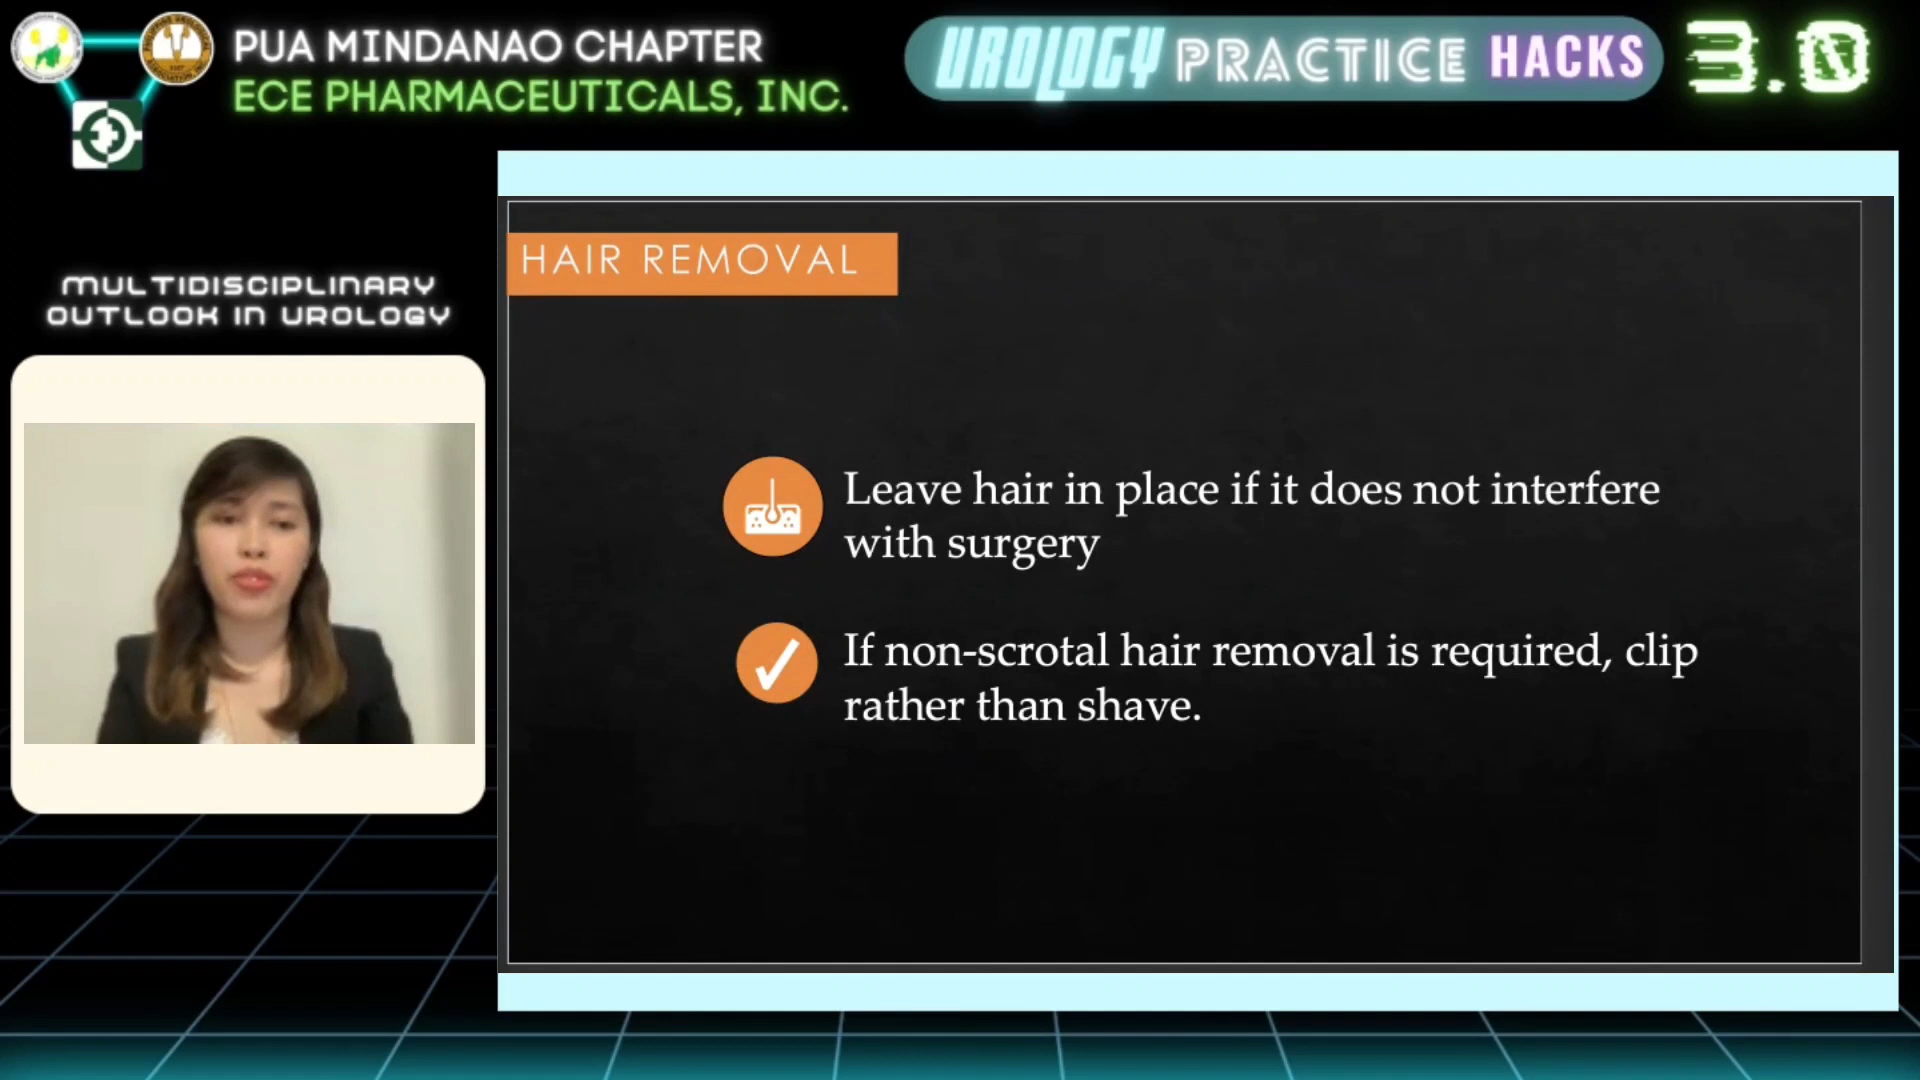 PUA MINDANAO CHAPTER
ECE PHARMACEUTICALS, INC.
UROLOGY PRACTICE HACKS 3.0
MULTIDISCIPLINARY
OUTLOOK IN UROLOGY
HAIR REMOVAL
Leave hair in place if it does not interfere
with surgery
If non-scrotal hair removal is required, clip
rather than shave.